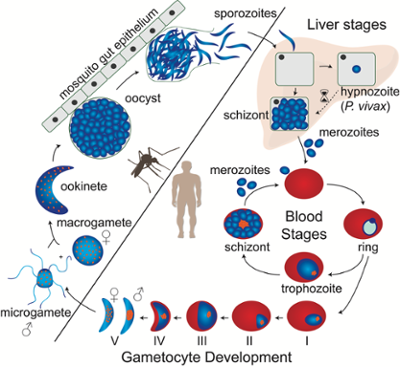 sporozoites
mosquito gut epithelium
Liver stages
oocyst
hypnozoite
(P. vivax)
schizont
merozoites
ookinete
merozoites
macrogamete
♀
Blood
Stages
schizont
ring
trophozoite
+
microgamete
♂
♀
♂
V
IV
III
II
I
Gametocyte Development